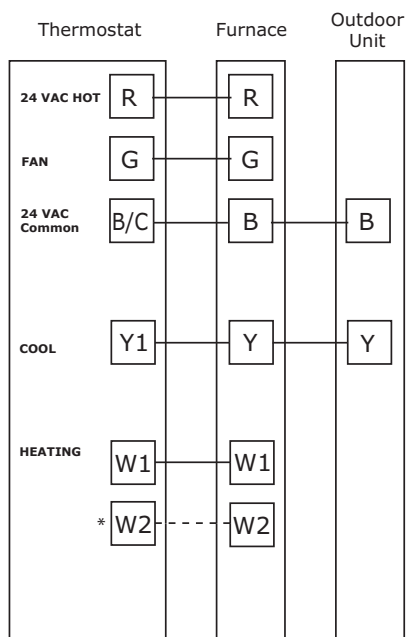 Thermostat Furnace Outdoor
Unit
24 VAC HOT R R
FAN G G
24 VAC
Common B/C B B
COOL Y1 Y Y
HEATING
W1 W1
* W2 W2